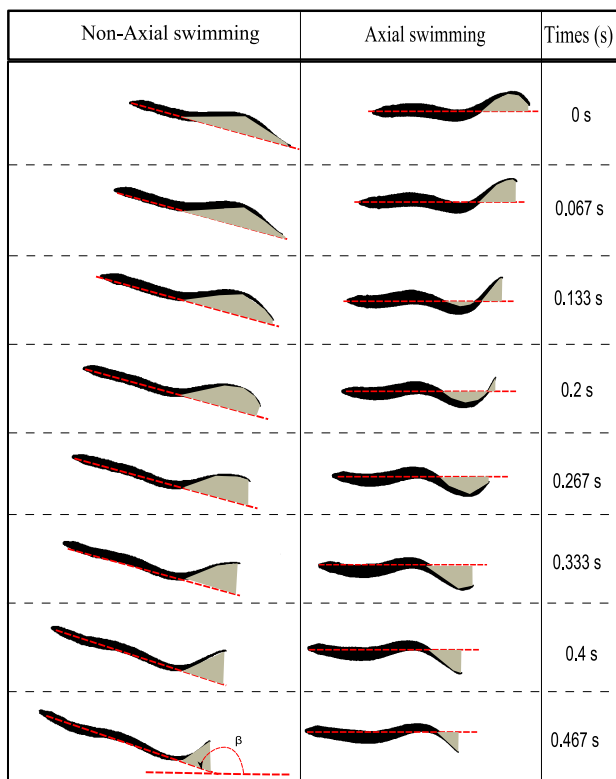 Non-Axial swimming Axial swimming Times (s)
0 s
0.067 s
0.133 s
0.2 s
0.267 s
0.333 s
0.4 s
0.467 s
β